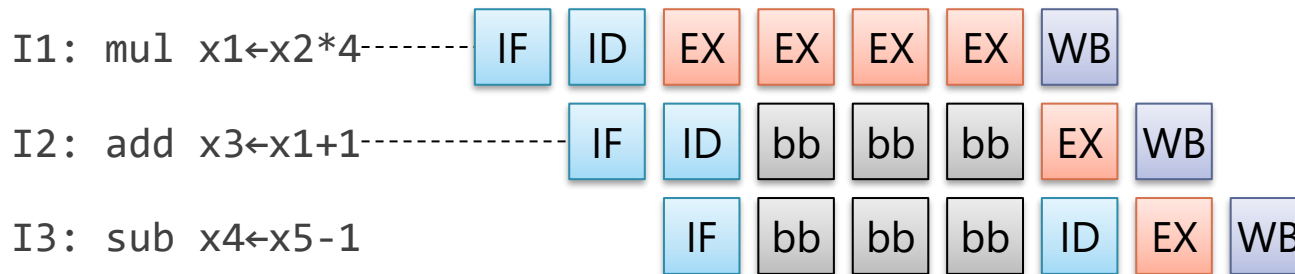 I1: mul x1←x2*4 IF ID EX EX EX EX WB
I2: add x3←x1+1 IF ID bb bb bb EX WB
I3: sub x4←x5-1 IF bb bb bb ID EX WB